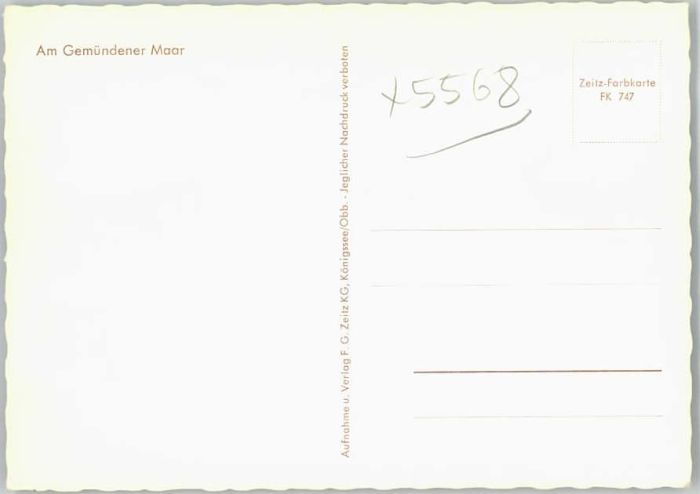 Am Gemündener Maar
Aufnahme u. Verlag F. G. Zeitz KG, Königssee/Obb. - Jeglicher Nachdruck verboten
x5568
Zeitz-Farbkarte
FK 747